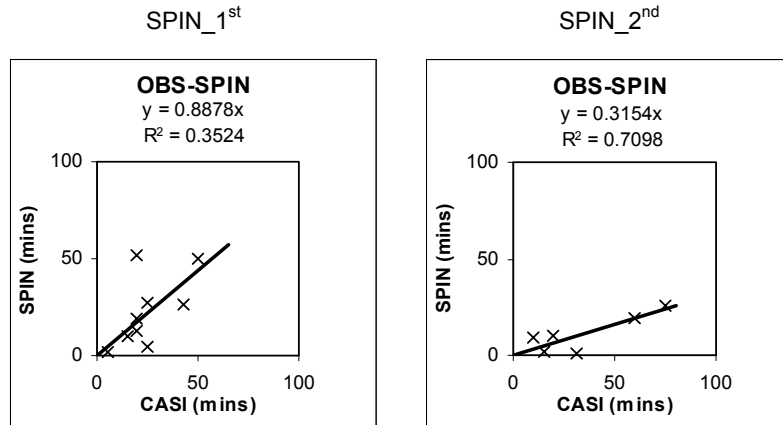 SPIN_1st
OBS-SPIN
y = 0.8878x
R² = 0.3524
100
50
0
SPIN (mins)
0 50 100
CASI (mins)
SPIN_2nd
OBS-SPIN
y = 0.3154x
R² = 0.7098
100
50
0
SPIN (mins)
0 50 100
CASI (mins)